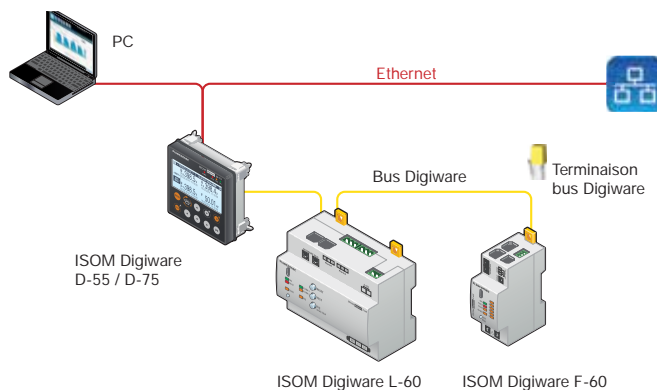 PC
Ethernet
Bus Digiware
Terminaison
bus Digiware
ISOM Digiware
D-55 / D-75
ISOM Digiware L-60
ISOM Digiware F-60